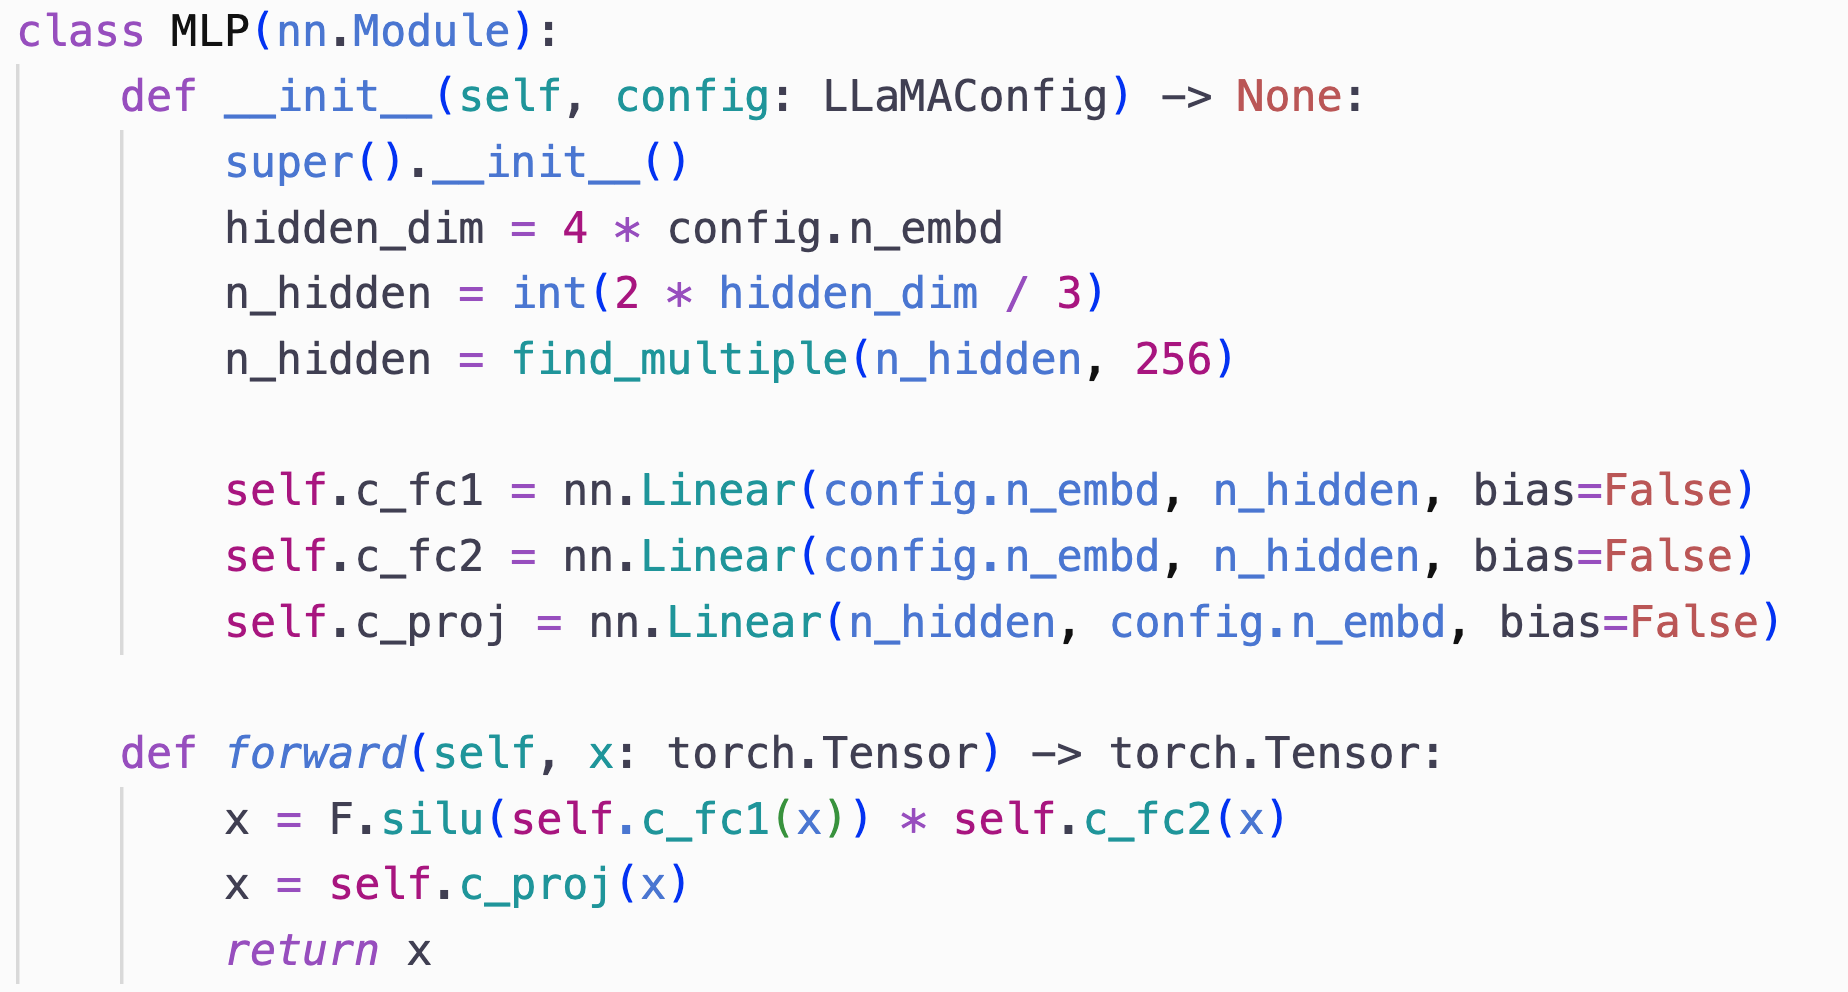 class MLP(nn.Module):
    def __init__(self, config: LLaMAConfig) -> None:
        super().__init__()
        hidden_dim = 4 * config.n_embd
        n_hidden = int(2 * hidden_dim / 3)
        n_hidden = find_multiple(n_hidden, 256)

        self.c_fc1 = nn.Linear(config.n_embd, n_hidden, bias=False)
        self.c_fc2 = nn.Linear(config.n_embd, n_hidden, bias=False)
        self.c_proj = nn.Linear(n_hidden, config.n_embd, bias=False)

    def forward(self, x: torch.Tensor) -> torch.Tensor:
        x = F.silu(self.c_fc1(x)) * self.c_fc2(x)
        x = self.c_proj(x)
        return x